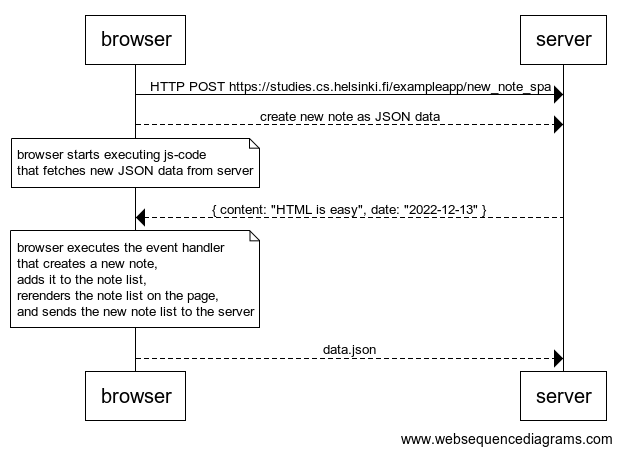 browser
server
HTTP POST https://studies.cs.helsinki.fi/exampleapp/new_note_spa
create new note as JSON data
browser starts executing js-code
that fetches new JSON data from server
{ content: "HTML is easy", date: "2022-12-13" }
browser executes the event handler
that creates a new note,
adds it to the note list,
rerenders the note list on the page,
and sends the new note list to the server
data.json
browser
server
www.websequencediagrams.com